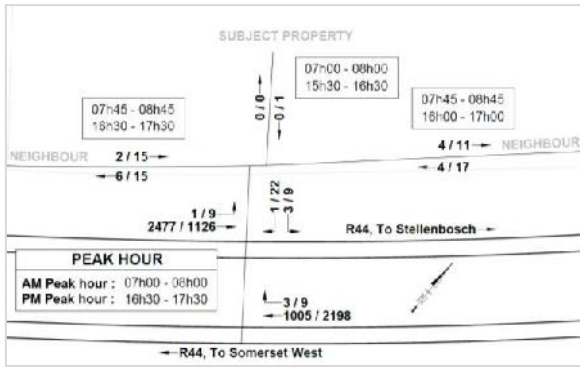 SUBJECT PROPERTY
07h00 - 08h00
15h30 - 16h30
07h45 - 08h45
16h30 - 17h30
07h45 - 08h45
16h00 - 17h00
0 / 0
0 / 1
NEIGHBOUR
2 / 15
6 / 15
4 / 11
NEIGHBOUR
4 / 17
1 / 9
2477 / 1126
1 / 22
3 / 9
R44, To Stellenbosch
PEAK HOUR
AM Peak hour : 07h00 - 08h00
PM Peak hour : 16h30 - 17h30
3 / 9
1005 / 2198
R44, To Somerset West